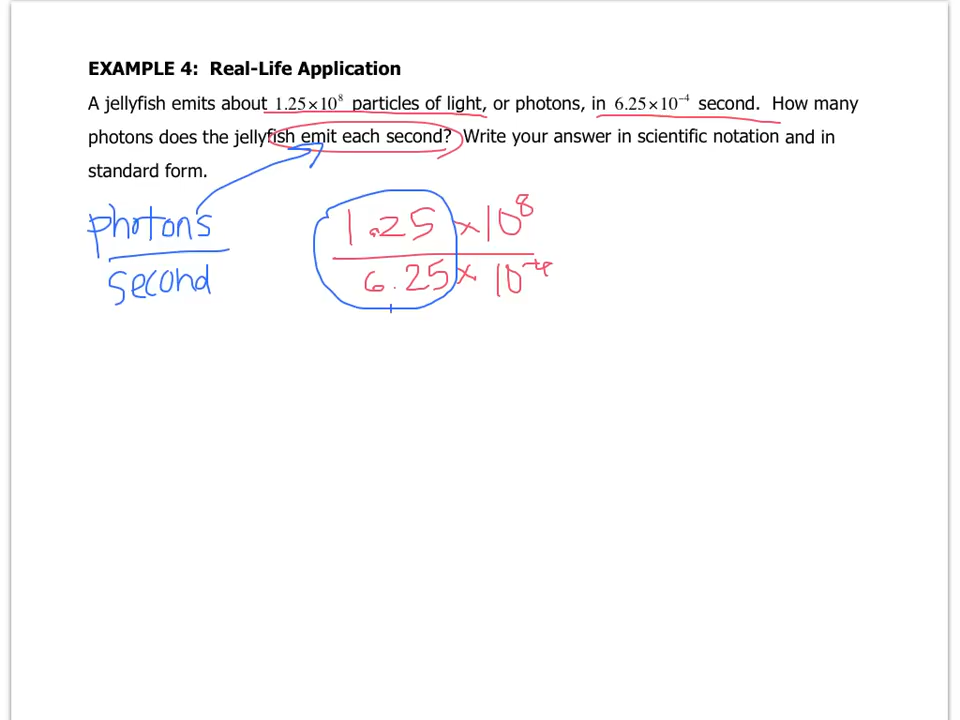 EXAMPLE 4:  Real-Life Application
A jellyfish emits about 1.25×10⁸ particles of light, or photons, in 6.25×10⁻⁴ second.  How many
photons does the jellyfish emit each second?  Write your answer in scientific notation and in
standard form.
photons
second
1.25 × 10⁸
6.25 × 10⁻⁴